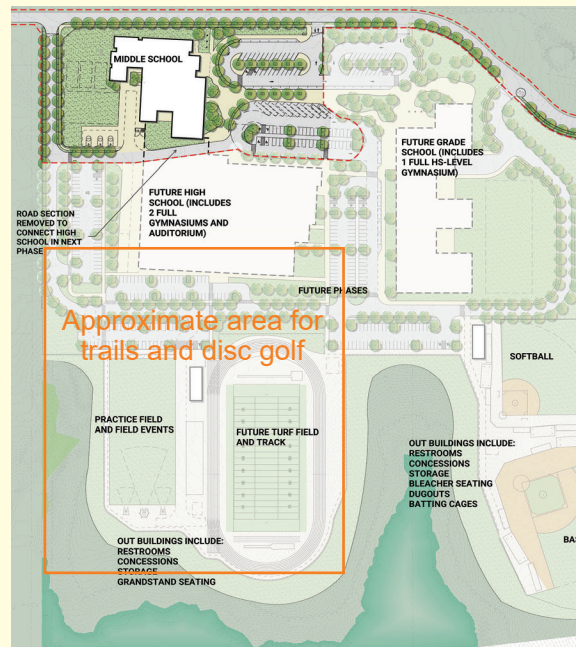 MIDDLE SCHOOL
FUTURE GRADE
SCHOOL (INCLUDES
1 FULL HS-LEVEL
GYMNASIUM)
FUTURE HIGH
SCHOOL (INCLUDES
2 FULL
GYMNASIUMS AND
AUDITORIUM)
ROAD SECTION
REMOVED TO
CONNECT HIGH
SCHOOL IN NEXT
PHASE
FUTURE PHASES
Approximate area for
trails and disc golf
SOFTBALL
PRACTICE FIELD
AND FIELD EVENTS
FUTURE TURF FIELD
AND TRACK
OUT BUILDINGS INCLUDE:
RESTROOMS
CONCESSIONS
STORAGE
BLEACHER SEATING
DUGOUTS
BATTING CAGES
BAS
OUT BUILDINGS INCLUDE:
RESTROOMS
CONCESSIONS
STORAGE
GRANDSTAND SEATING